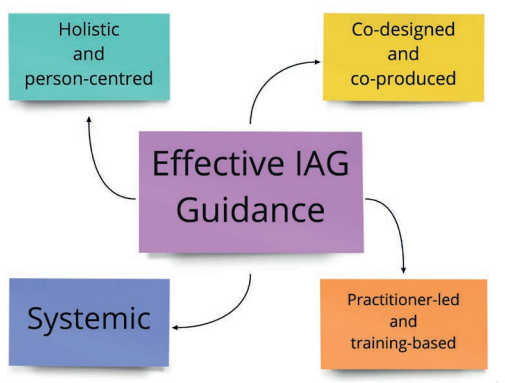 Holistic
and
person-centred
Co-designed
and
co-produced
Effective IAG
Guidance
Systemic
Practitioner-led
and
training-based